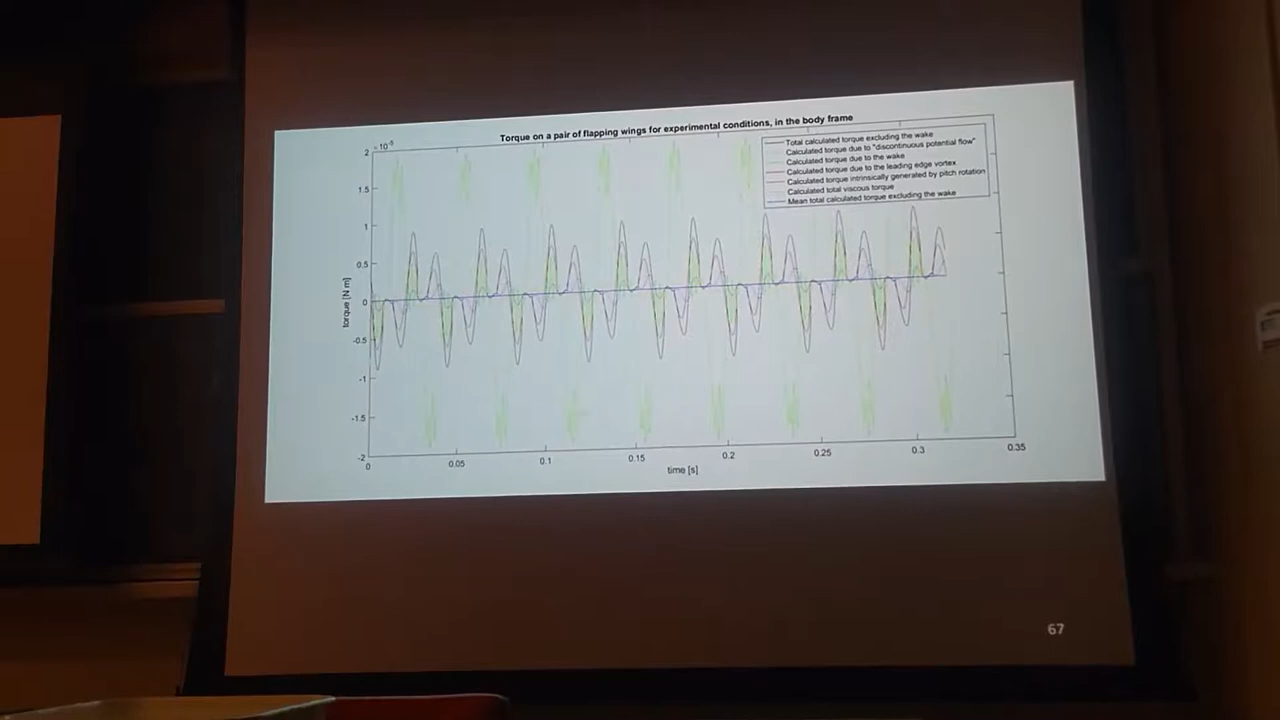 Torque on a pair of flapping wings for experimental conditions, in the body frame
×10
Total calculated torque excluding the wake
Calculated torque due to "discontinuous potential flow"
Calculated torque due to the wake
Calculated torque due to the leading edge vortex
Calculated torque intrinsically generated by pitch rotation
Calculated total viscous torque
Mean total calculated torque excluding the wake
2
1.5
1
0.5
0
-0.5
-1
-1.5
-2
torque [N m]
0 0.05 0.1 0.15 0.2 0.25 0.3 0.35
time [s]
67